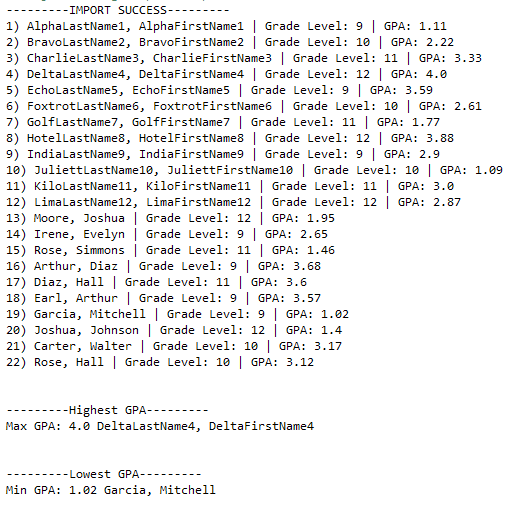 ---------IMPORT SUCCESS---------
1) AlphaLastName1, AlphaFirstName1 | Grade Level: 9 | GPA: 1.11
2) BravoLastName2, BravoFirstName2 | Grade Level: 10 | GPA: 2.22
3) CharlieLastName3, CharlieFirstName3 | Grade Level: 11 | GPA: 3.33
4) DeltaLastName4, DeltaFirstName4 | Grade Level: 12 | GPA: 4.0
5) EchoLastName5, EchoFirstName5 | Grade Level: 9 | GPA: 3.59
6) FoxtrotLastName6, FoxtrotFirstName6 | Grade Level: 10 | GPA: 2.61
7) GolfLastName7, GolfFirstName7 | Grade Level: 11 | GPA: 1.77
8) HotelLastName8, HotelFirstName8 | Grade Level: 12 | GPA: 3.88
9) IndiaLastName9, IndiaFirstName9 | Grade Level: 9 | GPA: 2.9
10) JuliettLastName10, JuliettFirstName10 | Grade Level: 10 | GPA: 1.09
11) KiloLastName11, KiloFirstName11 | Grade Level: 11 | GPA: 3.0
12) LimaLastName12, LimaFirstName12 | Grade Level: 12 | GPA: 2.87
13) Moore, Joshua | Grade Level: 12 | GPA: 1.95
14) Irene, Evelyn | Grade Level: 9 | GPA: 2.65
15) Rose, Simmons | Grade Level: 11 | GPA: 1.46
16) Arthur, Diaz | Grade Level: 9 | GPA: 3.68
17) Diaz, Hall | Grade Level: 11 | GPA: 3.6
18) Earl, Arthur | Grade Level: 9 | GPA: 3.57
19) Garcia, Mitchell | Grade Level: 9 | GPA: 1.02
20) Joshua, Johnson | Grade Level: 12 | GPA: 1.4
21) Carter, Walter | Grade Level: 10 | GPA: 3.17
22) Rose, Hall | Grade Level: 10 | GPA: 3.12
---------Highest GPA---------
Max GPA: 4.0 DeltaLastName4, DeltaFirstName4
---------Lowest GPA---------
Min GPA: 1.02 Garcia, Mitchell